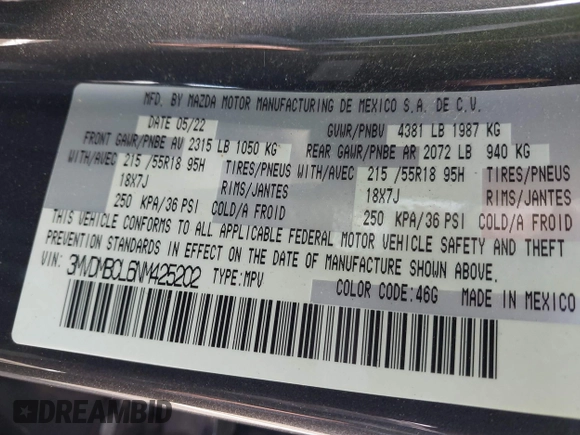 MFD. BY MAZDA MOTOR MANUFACTURING DE MEXICO S.A. DE C.V.
DATE 05/22 GVWR/PNBV 4381 LB 1987 KG
FRONT GAWR/PNBE AV 2315 LB 1050 KG REAR GAWR/PNBE AR 2072 LB 940 KG
WITH/AVEC 215 /55R18 95H TIRES/PNEUS WITH/AVEC 215 /55R18 95H TIRES/PNEUS
18X7J RIMS/JANTES 18X7J RIMS/JANTES
250 KPA/36 PSI COLD/A FROID 250 KPA/36 PSI COLD/A FROID
THIS VEHICLE CONFORMS TO ALL APPLICABLE FEDERAL MOTOR VEHICLE SAFETY AND THEFT
PREVENTION STANDARDS IN EFFECT ON THE DATE OF MANUFACTURE SHOWN ABOVE.
VIN: 3MVDMBCL6NM425202 TYPE:MPV
COLOR CODE:46G MADE IN MEXICO
DREAMBID